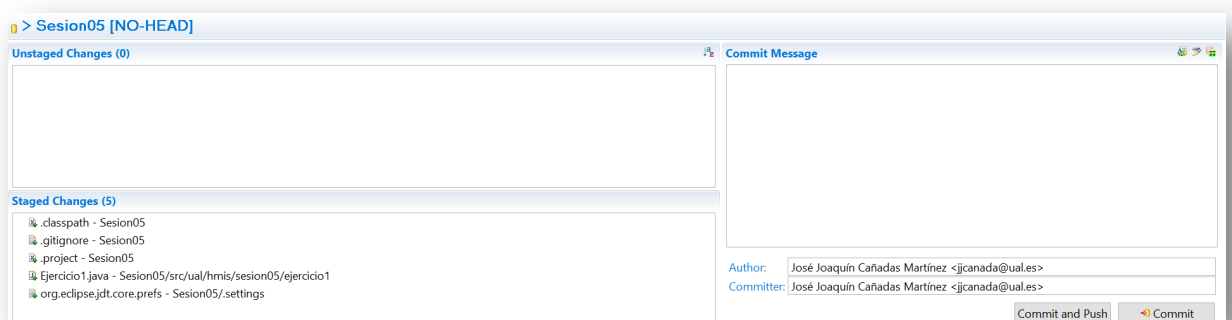 > Sesion05 [NO-HEAD]
Unstaged Changes (0)
Staged Changes (5)
.classpath - Sesion05
.gitignore - Sesion05
.project - Sesion05
Ejercicio1.java - Sesion05/src/ual/hmis/sesion05/ejercicio1
org.eclipse.jdt.core.prefs - Sesion05/.settings
Commit Message
Author: José Joaquín Cañadas Martínez <jjcanada@ual.es>
Committer: José Joaquín Cañadas Martínez <jjcanada@ual.es>
Commit and Push Commit